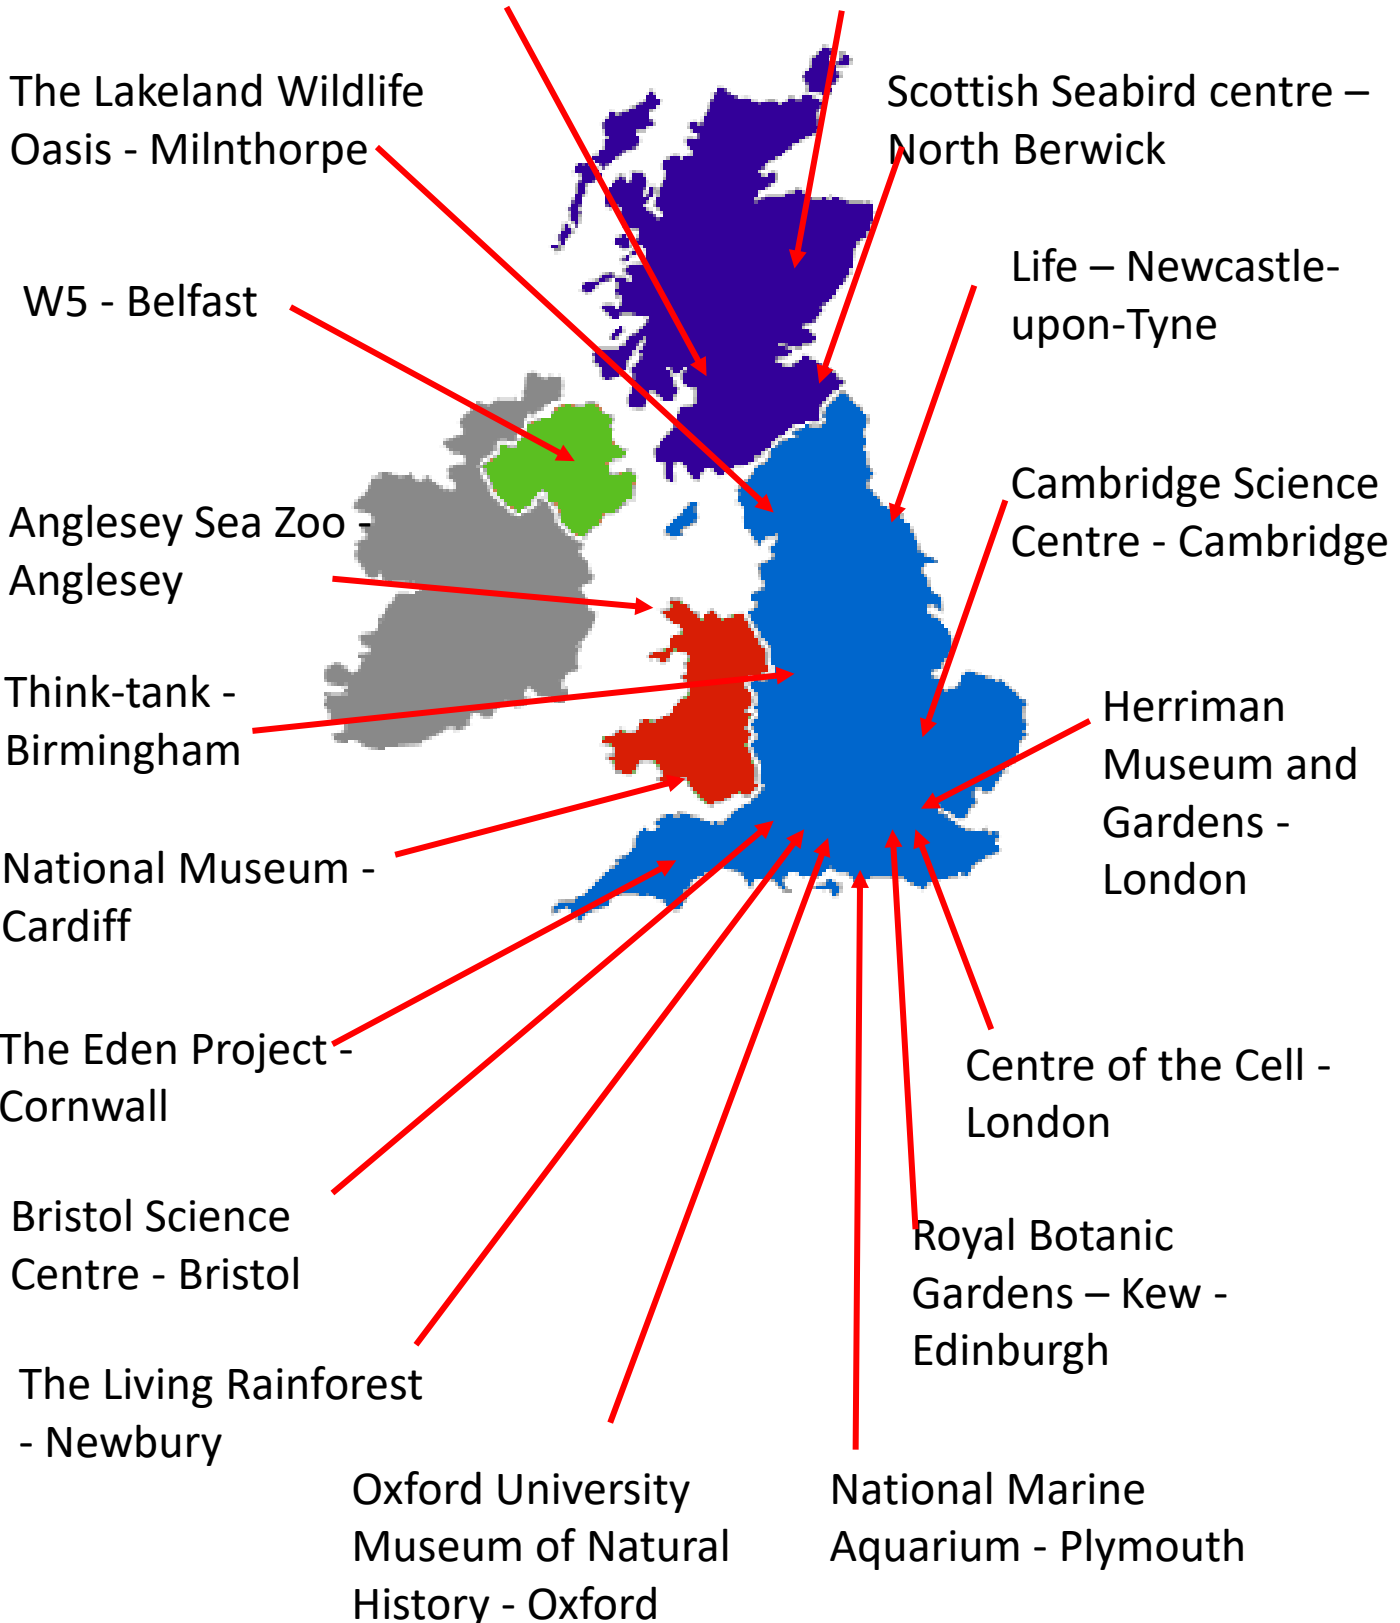 The Lakeland Wildlife
Oasis - Milnthorpe
Scottish Seabird centre –
North Berwick
W5 - Belfast
Life – Newcastle-
upon-Tyne
Anglesey Sea Zoo -
Anglesey
Cambridge Science
Centre - Cambridge
Think-tank -
Birmingham
Herriman
Museum and
Gardens -
London
National Museum -
Cardiff
The Eden Project -
Cornwall
Centre of the Cell -
London
Bristol Science
Centre - Bristol
Royal Botanic
Gardens – Kew -
Edinburgh
The Living Rainforest
- Newbury
Oxford University
Museum of Natural
History - Oxford
National Marine
Aquarium - Plymouth